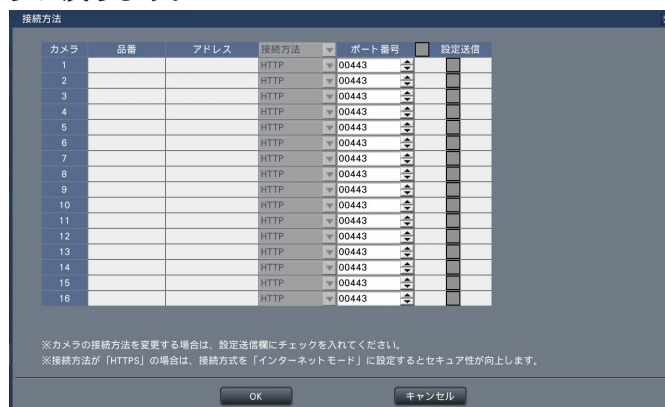 接続方法
カメラ 品番 アドレス 接続方法 ポート番号 設定送信
1 HTTP 00443
2 HTTP 00443
3 HTTP 00443
4 HTTP 00443
5 HTTP 00443
6 HTTP 00443
7 HTTP 00443
8 HTTP 00443
9 HTTP 00443
10 HTTP 00443
11 HTTP 00443
12 HTTP 00443
13 HTTP 00443
14 HTTP 00443
15 HTTP 00443
16 HTTP 00443
※カメラの接続方法を変更する場合は、設定送信欄にチェックを入れてください。
※接続方法が「HTTPS」の場合は、接続方式を「インターネットモード」に設定するとセキュア性が向上します。
OK キャンセル